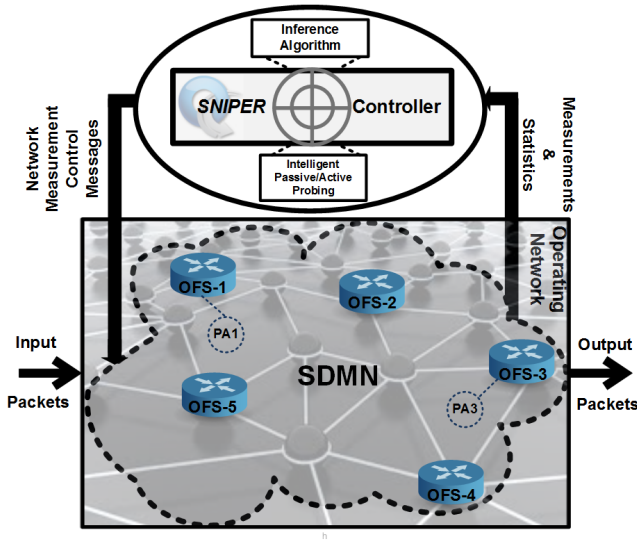 Inference
Algorithm
SNIPER
Controller
Intelligent
Passive/Active
Probing
Network
Measurement
Control
Messages
Measurements
&
Statistics
Operating
Network
OFS-1
OFS-2
PA1
Input
Packets
SDMN
OFS-3
Output
Packets
OFS-5
PA3
OFS-4
h